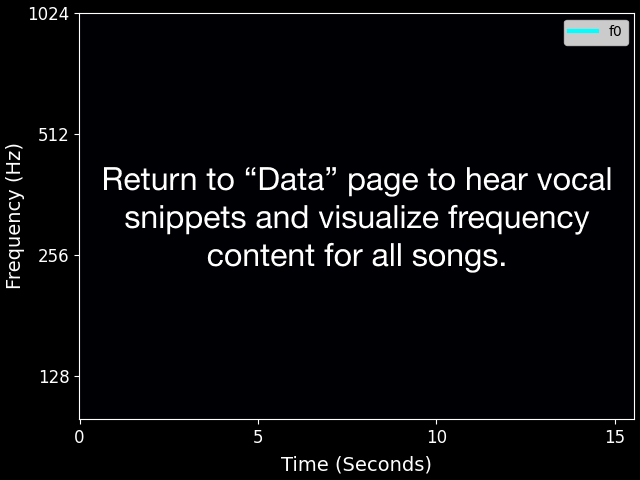 1024
f0
512
Return to “Data” page to hear vocal
snippets and visualize frequency
content for all songs.
256
128
Frequency (Hz)
0 5 10 15
Time (Seconds)